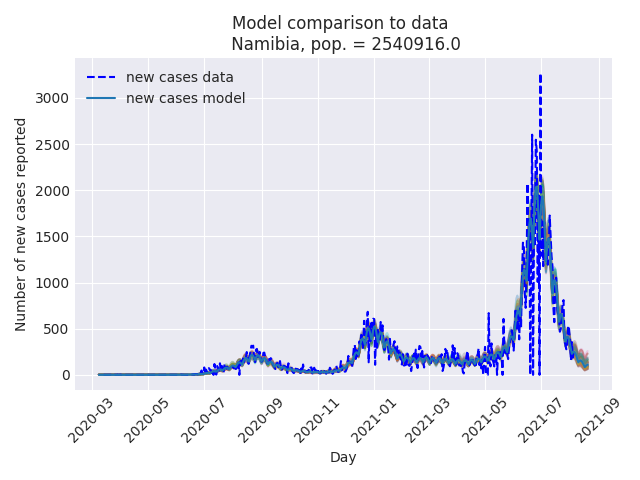 Model comparison to data
Namibia, pop. = 2540916.0
new cases data
new cases model
Number of new cases reported
3000
2500
2000
1500
1000
500
0
2020-03
2020-05
2020-07
2020-09
2020-11
2021-01
2021-03
2021-05
2021-07
2021-09
Day